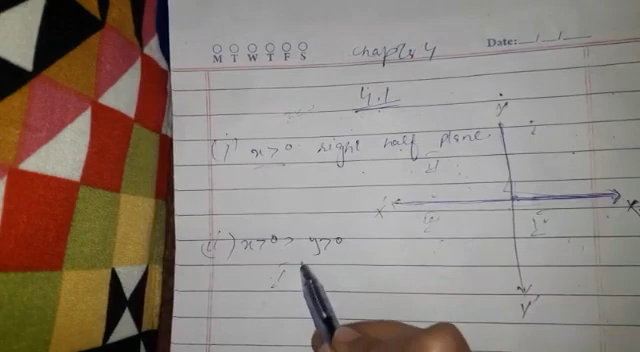 chapter 4
Date:
M T W T F S
4.1
(i) x>0 right half plane.
y
X' X
(ii) x>0 , y>0
y'